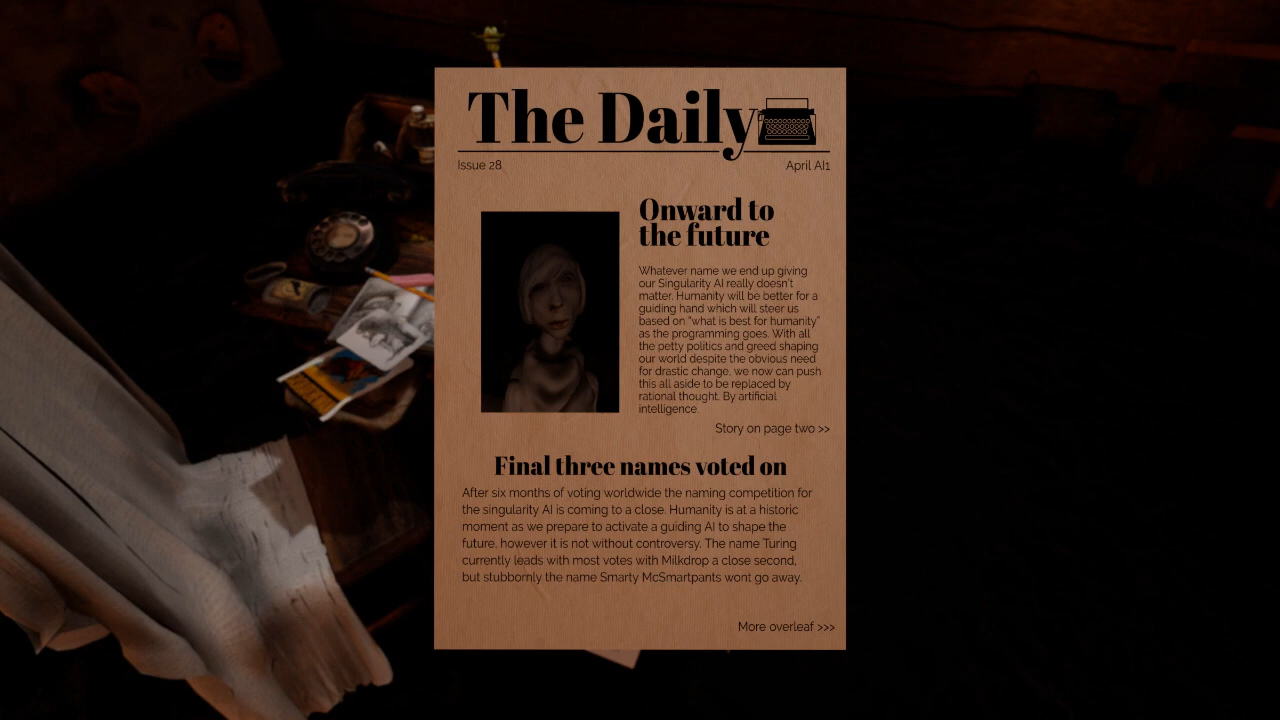 The Daily
Issue 28
April AI1
Onward to
the future
Whatever name we end up giving
our Singularity AI really doesn't
matter. Humanity will be better for a
guiding hand which will steer us
based on "what is best for humanity"
as the programming goes. With all
the petty politics and greed shaping
our world despite the obvious need
for drastic change, we now can push
this all aside to be replaced by
rational thought. By artificial
intelligence.
Story on page two >>
Final three names voted on
After six months of voting worldwide the naming competition for
the singularity AI is coming to a close. Humanity is at a historic
moment as we prepare to activate a guiding AI to shape the
future, however it is not without controversy. The name Turing
currently leads with most votes with Milkdrop a close second,
but stubbornly the name Smarty McSmartpants wont go away.
More overleaf >>>